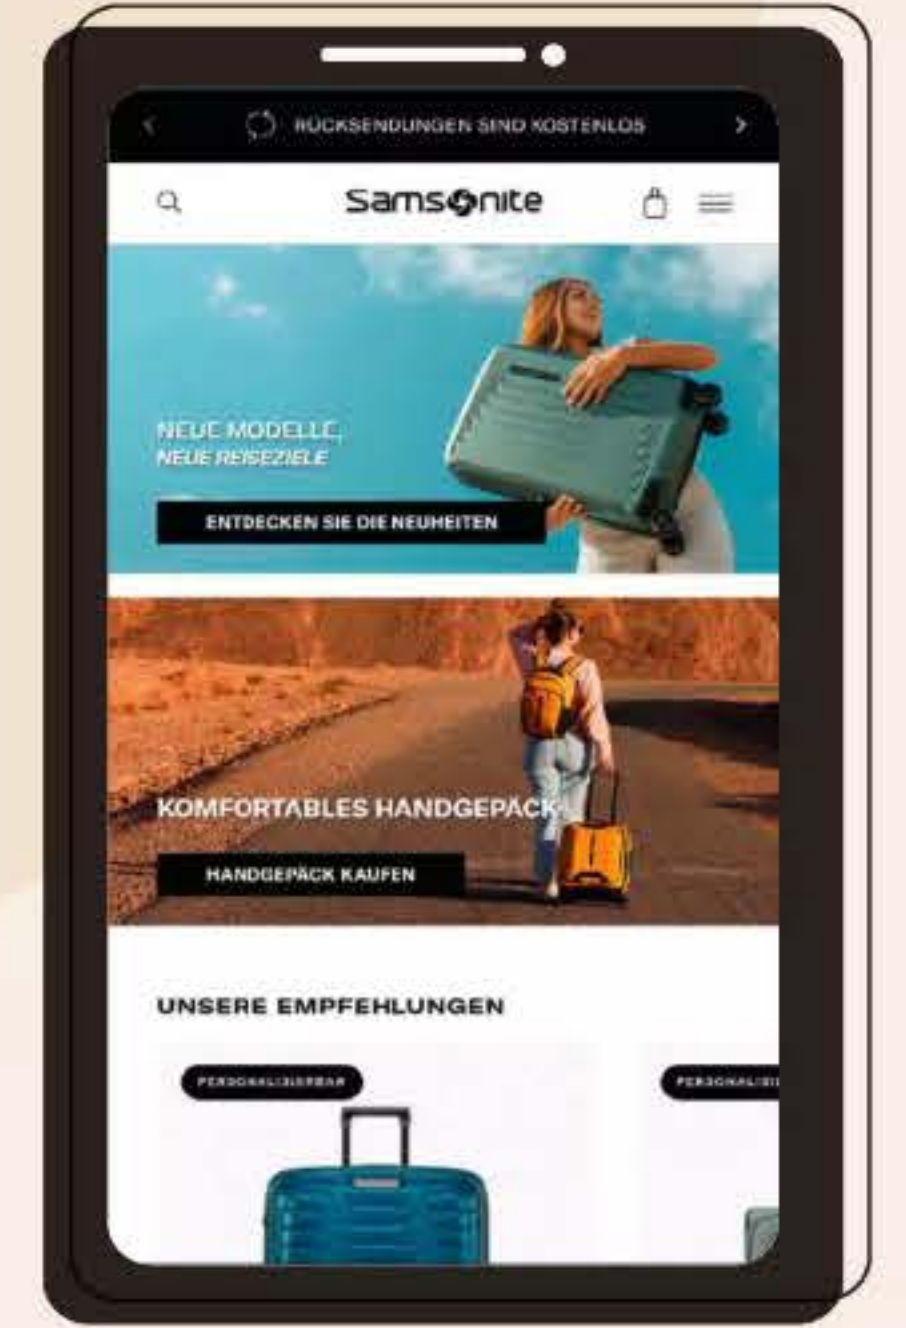 RÜCKSENDUNGEN SIND KOSTENLOS
Samsonite
NEUE MODELLE,
NEUE REISEZIELE
ENTDECKEN SIE DIE NEUHEITEN
KOMFORTABLES HANDGEPÄCK
HANDGEPÄCK KAUFEN
UNSERE EMPFEHLUNGEN
PERSONALISIERBAR